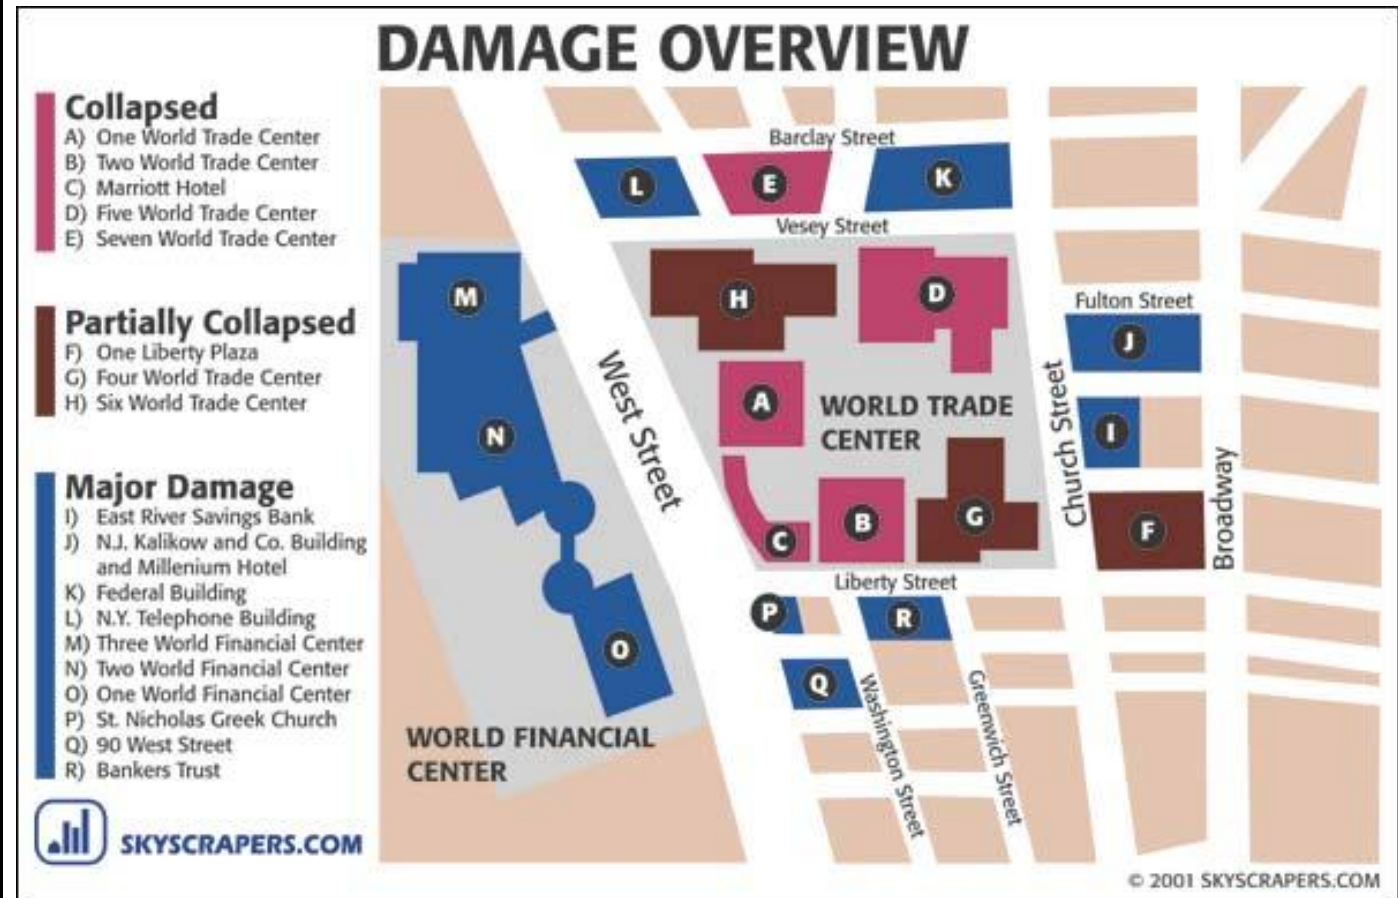 DAMAGE OVERVIEW
Collapsed
A) One World Trade Center
B) Two World Trade Center
C) Marriott Hotel
D) Five World Trade Center
E) Seven World Trade Center
Partially Collapsed
F) One Liberty Plaza
G) Four World Trade Center
H) Six World Trade Center
Major Damage
I) East River Savings Bank
J) N.J. Kalikow and Co. Building
and Millenium Hotel
K) Federal Building
L) N.Y. Telephone Building
M) Three World Financial Center
N) Two World Financial Center
O) One World Financial Center
P) St. Nicholas Greek Church
Q) 90 West Street
R) Bankers Trust
SKYSCRAPERS.COM
Barclay Street
L
E
K
Vesey Street
M
H
D
Fulton Street
J
West Street
A
WORLD TRADE
CENTER
Church Street
I
N
Broadway
C
B
G
F
Liberty Street
P
R
O
Q
Washington Street
Greenwich Street
WORLD FINANCIAL
CENTER
© 2001 SKYSCRAPERS.COM